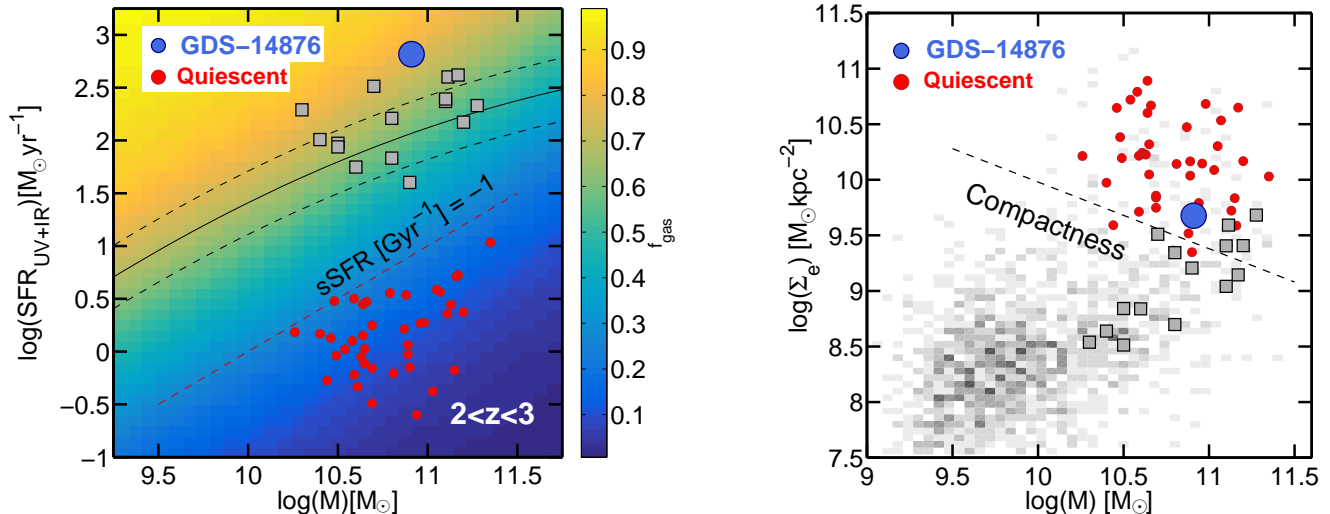 GDS−14876
Quiescent
sSFR [Gyr⁻¹] = −1
2<z<3
log(SFR_UV+IR)[M⊙yr⁻¹]
3
2.5
2
1.5
1
0.5
0
−0.5
−1
9.5 10 10.5 11 11.5
log(M)[M⊙]
0.9
0.8
0.7
0.6
0.5
0.4
0.3
0.2
0.1
f_gas
GDS−14876
Quiescent
Compactness
log(Σ_e) [M⊙kpc⁻²]
11.5
11
10.5
10
9.5
9
8.5
8
7.5
9 9.5 10 10.5 11 11.5
log(M) [M⊙]